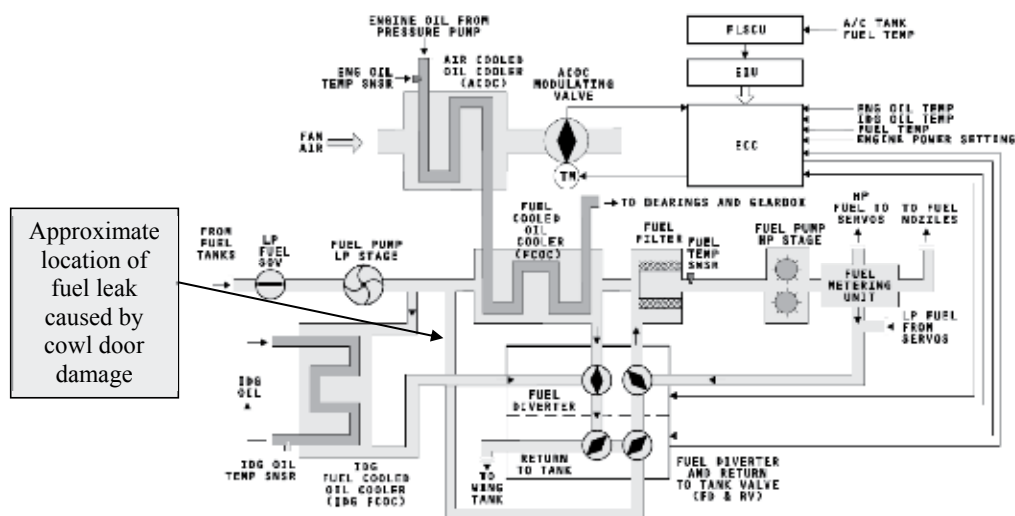 ENGINE OIL FROM
PRESSURE PUMP
AIR COOLED
OIL COOLER
(ACOC)
ENG OIL
TEMP SNSR
ACOC
MODULATING
VALVE
FLSCU
A/C TANK
FUEL TEMP
EIU
ECC
ENG OIL TEMP
IDG OIL TEMP
FUEL TEMP
ENGINE POWER SETTING
FAN
AIR
TM
TO BEARINGS AND GEARBOX
Approximate
location of
fuel leak
caused by
cowl door
damage
FROM
FUEL
TANKS
LP
FUEL
SOV
FUEL PUMP
LP STAGE
FUEL
COOLED
OIL
COOLER
(FCOC)
FUEL
FILTER
FUEL
TEMP
SNSR
FUEL PUMP
HP STAGE
HP
FUEL TO
SERVOS
TO FUEL
NOZZLES
FUEL
METERING
UNIT
LP FUEL
FROM
SERVOS
IDG
OIL
IDG OIL
TEMP SNSR
IDG
FUEL COOLED
OIL COOLER
(IDG FCOC)
FUEL
DIVERTER
RETURN
TO TANK
TO
WING
TANK
FUEL DIVERTER
AND RETURN
TO TANK VALVE
(FD & RV)